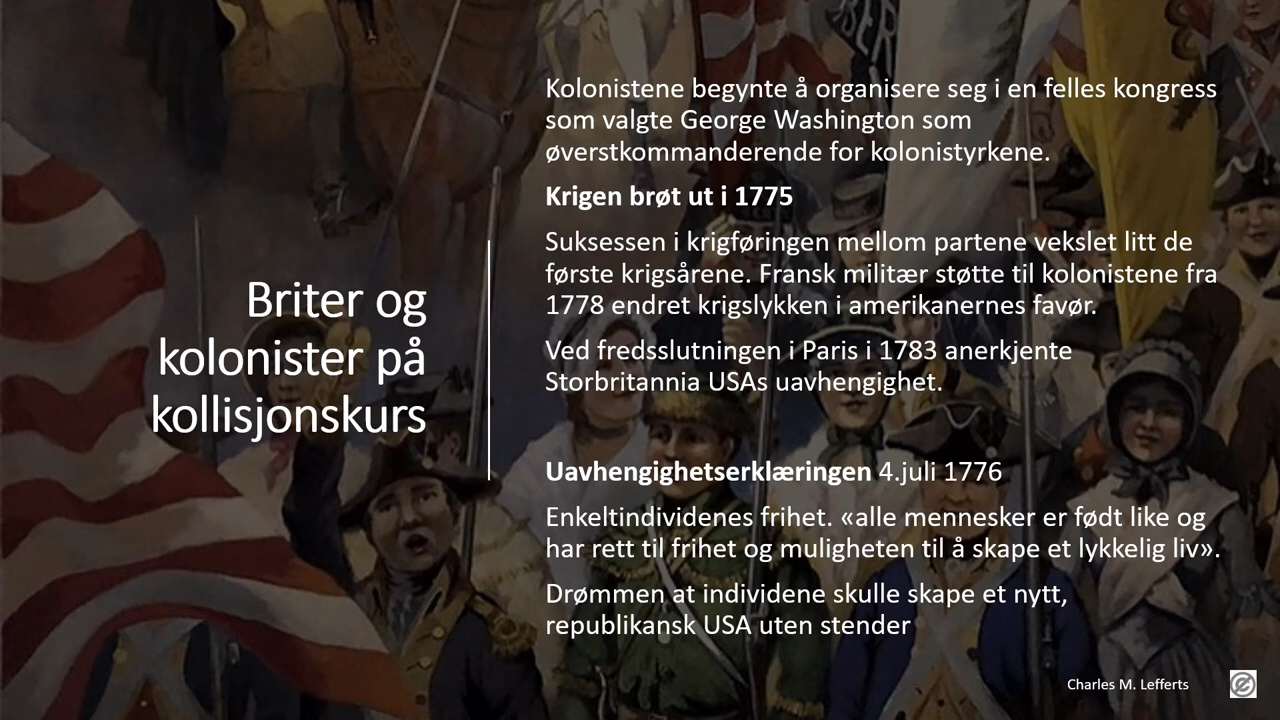 Briter og
kolonister på
kollisjonskurs
Kolonistene begynte å organisere seg i en felles kongress
som valgte George Washington som
øverstkommanderende for kolonistyrkene.
Krigen brøt ut i 1775
Suksessen i krigføringen mellom partene vekslet litt de
første krigsårene. Fransk militær støtte til kolonistene fra
1778 endret krigslykken i amerikanernes favør.
Ved fredsslutningen i Paris i 1783 anerkjente
Storbritannia USAs uavhengighet.
Uavhengighetserklæringen 4.juli 1776
Enkeltindividenes frihet. «alle mennesker er født like og
har rett til frihet og muligheten til å skape et lykkelig liv».
Drømmen at individene skulle skape et nytt,
republikansk USA uten stender
Charles M. Lefferts